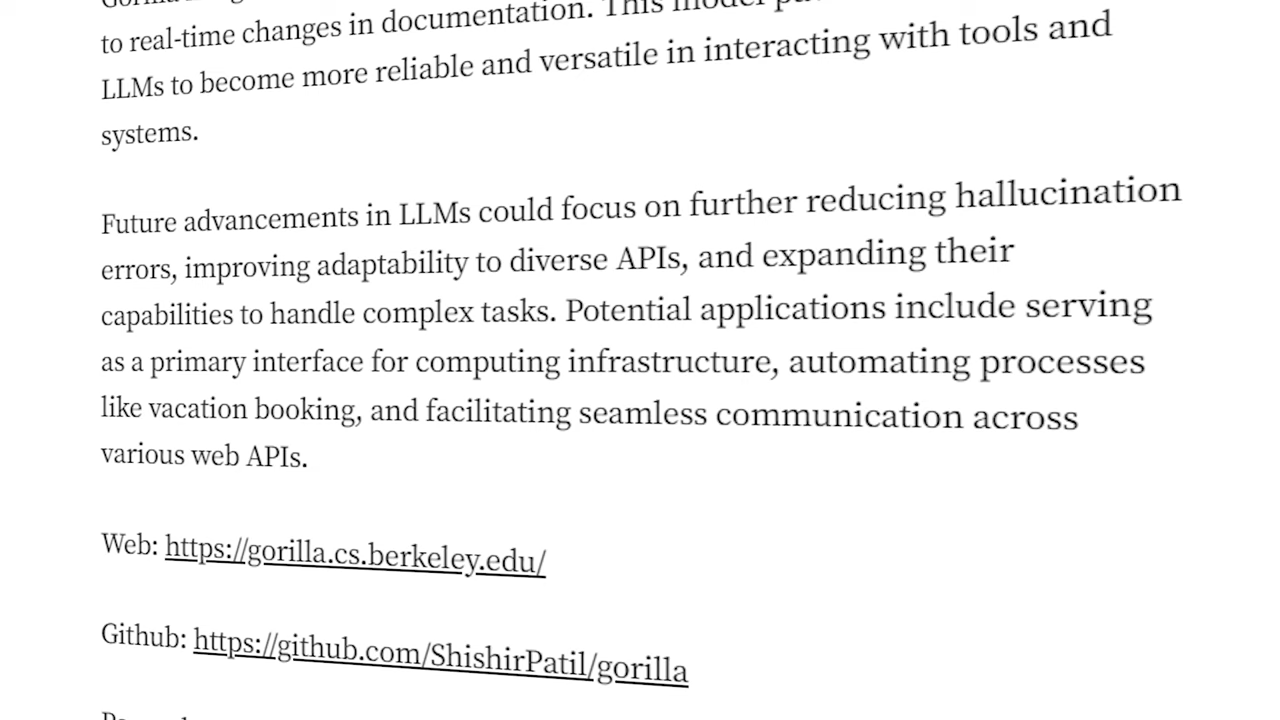 to real-time changes in documentation. This model
LLMs to become more reliable and versatile in interacting with tools and
systems.
Future advancements in LLMs could focus on further reducing hallucination
errors, improving adaptability to diverse APIs, and expanding their
capabilities to handle complex tasks. Potential applications include serving
as a primary interface for computing infrastructure, automating processes
like vacation booking, and facilitating seamless communication across
various web APIs.
Web: https://gorilla.cs.berkeley.edu/
Github: https://github.com/ShishirPatil/gorilla